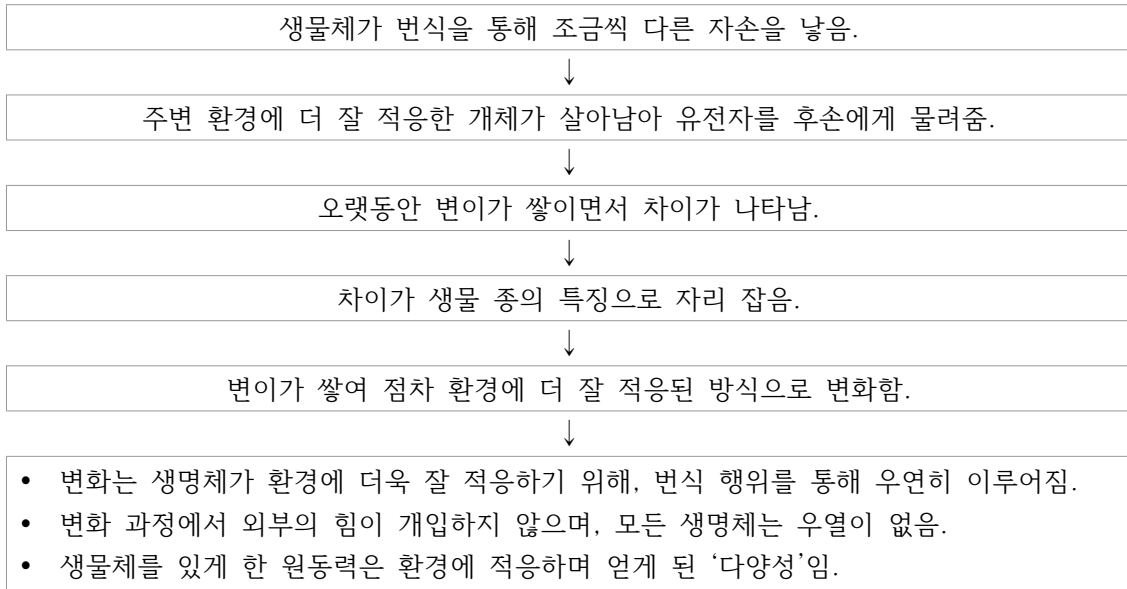 생물체가 번식을 통해 조금씩 다른 자손을 낳음.
↓
주변 환경에 더 잘 적응한 개체가 살아남아 유전자를 후손에게 물려줌.
↓
오랫동안 변이가 쌓이면서 차이가 나타남.
↓
차이가 생물 종의 특징으로 자리 잡음.
↓
변이가 쌓여 점차 환경에 더 잘 적응된 방식으로 변화함.
↓
• 변화는 생명체가 환경에 더욱 잘 적응하기 위해, 번식 행위를 통해 우연히 이루어짐.
• 변화 과정에서 외부의 힘이 개입하지 않으며, 모든 생명체는 우열이 없음.
• 생물체를 있게 한 원동력은 환경에 적응하며 얻게 된 ‘다양성’임.